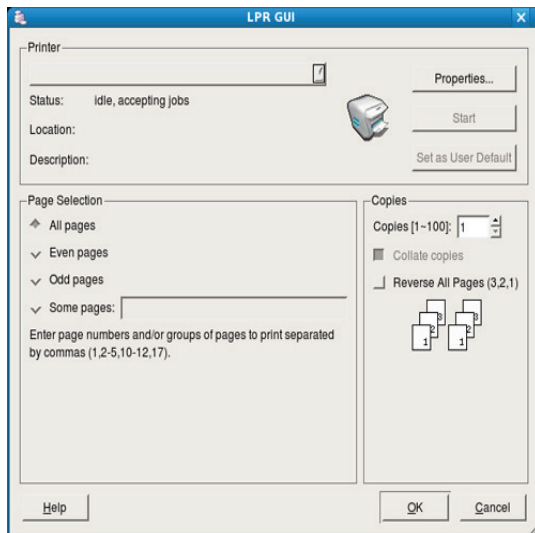 LPR GUI
Printer
Properties...
Status: idle, accepting jobs
Start
Location:
Description:
Set as User Default
Page Selection
All pages
Even pages
Odd pages
Some pages:
Enter page numbers and/or groups of pages to print separated
by commas (1,2-5,10-12,17).
Copies
Copies [1~100]: 1
Collate copies
Reverse All Pages (3,2,1)
3 3
2 2
1 1
Help
OK
Cancel